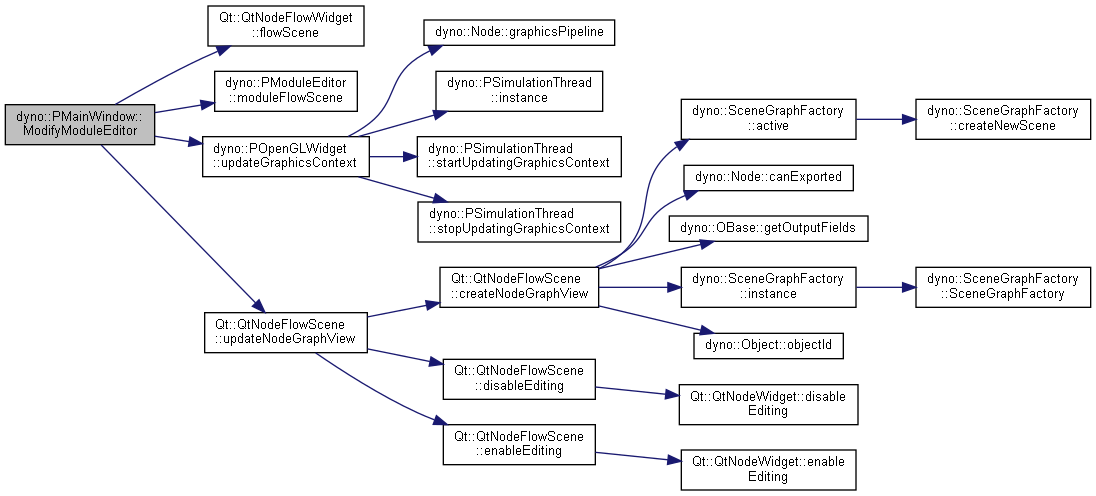 dyno::PMainWindow::
ModifyModuleEditor
Qt::QtNodeFlowWidget
::flowScene
dyno::PModuleEditor
::moduleFlowScene
dyno::POpenGLWidget
::updateGraphicsContext
dyno::Node::graphicsPipeline
dyno::PSimulationThread
::instance
dyno::PSimulationThread
::startUpdatingGraphicsContext
dyno::PSimulationThread
::stopUpdatingGraphicsContext
Qt::QtNodeFlowScene
::updateNodeGraphView
Qt::QtNodeFlowScene
::createNodeGraphView
dyno::SceneGraphFactory
::active
dyno::SceneGraphFactory
::createNewScene
dyno::Node::canExported
dyno::OBase::getOutputFields
dyno::SceneGraphFactory
::instance
dyno::SceneGraphFactory
::SceneGraphFactory
dyno::Object::objectId
Qt::QtNodeFlowScene
::disableEditing
Qt::QtNodeWidget::disable
Editing
Qt::QtNodeFlowScene
::enableEditing
Qt::QtNodeWidget::enable
Editing